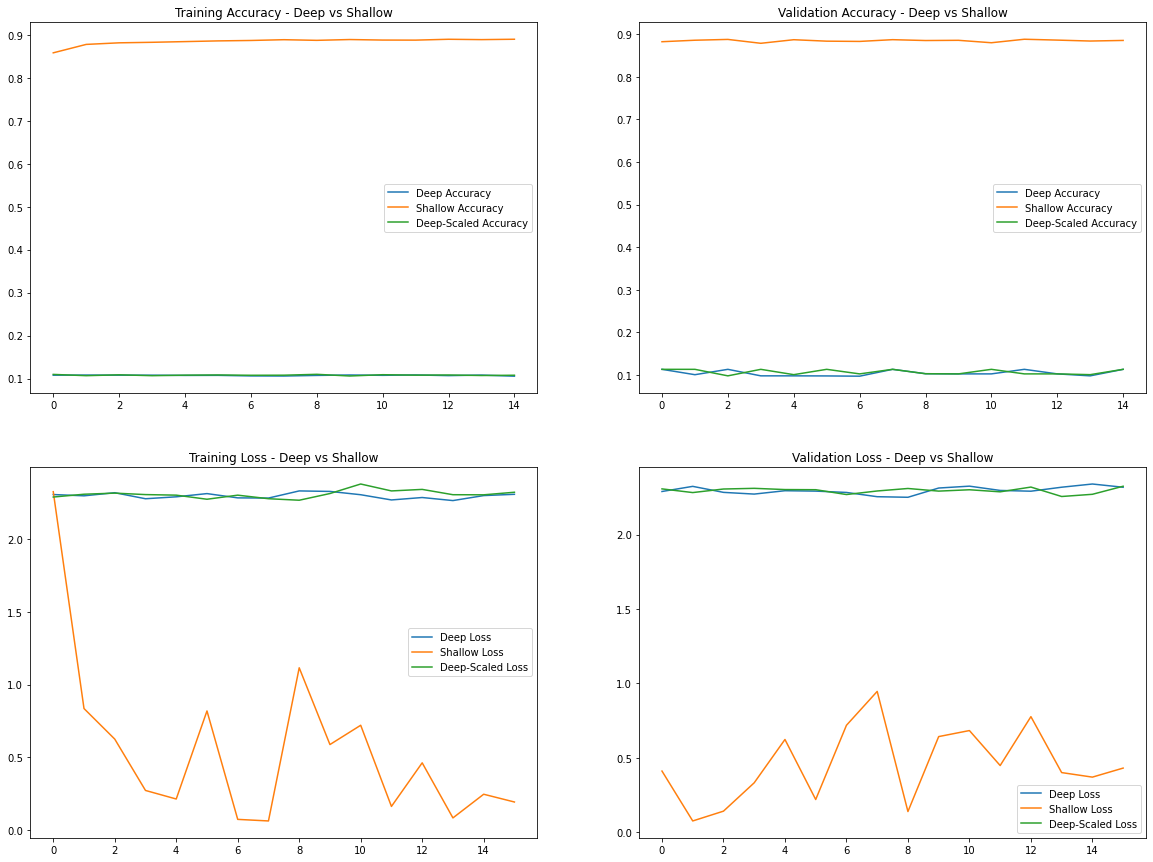 Training Accuracy - Deep vs Shallow
0.9
0.8
0.7
0.6
0.5
0.4
0.3
0.2
0.1
0 2 4 6 8 10 12 14
Deep Accuracy
Shallow Accuracy
Deep-Scaled Accuracy
Validation Accuracy - Deep vs Shallow
0.9
0.8
0.7
0.6
0.5
0.4
0.3
0.2
0.1
0 2 4 6 8 10 12 14
Deep Accuracy
Shallow Accuracy
Deep-Scaled Accuracy
Training Loss - Deep vs Shallow
2.0
1.5
1.0
0.5
0.0
0 2 4 6 8 10 12 14
Deep Loss
Shallow Loss
Deep-Scaled Loss
Validation Loss - Deep vs Shallow
2.0
1.5
1.0
0.5
0.0
0 2 4 6 8 10 12 14
Deep Loss
Shallow Loss
Deep-Scaled Loss